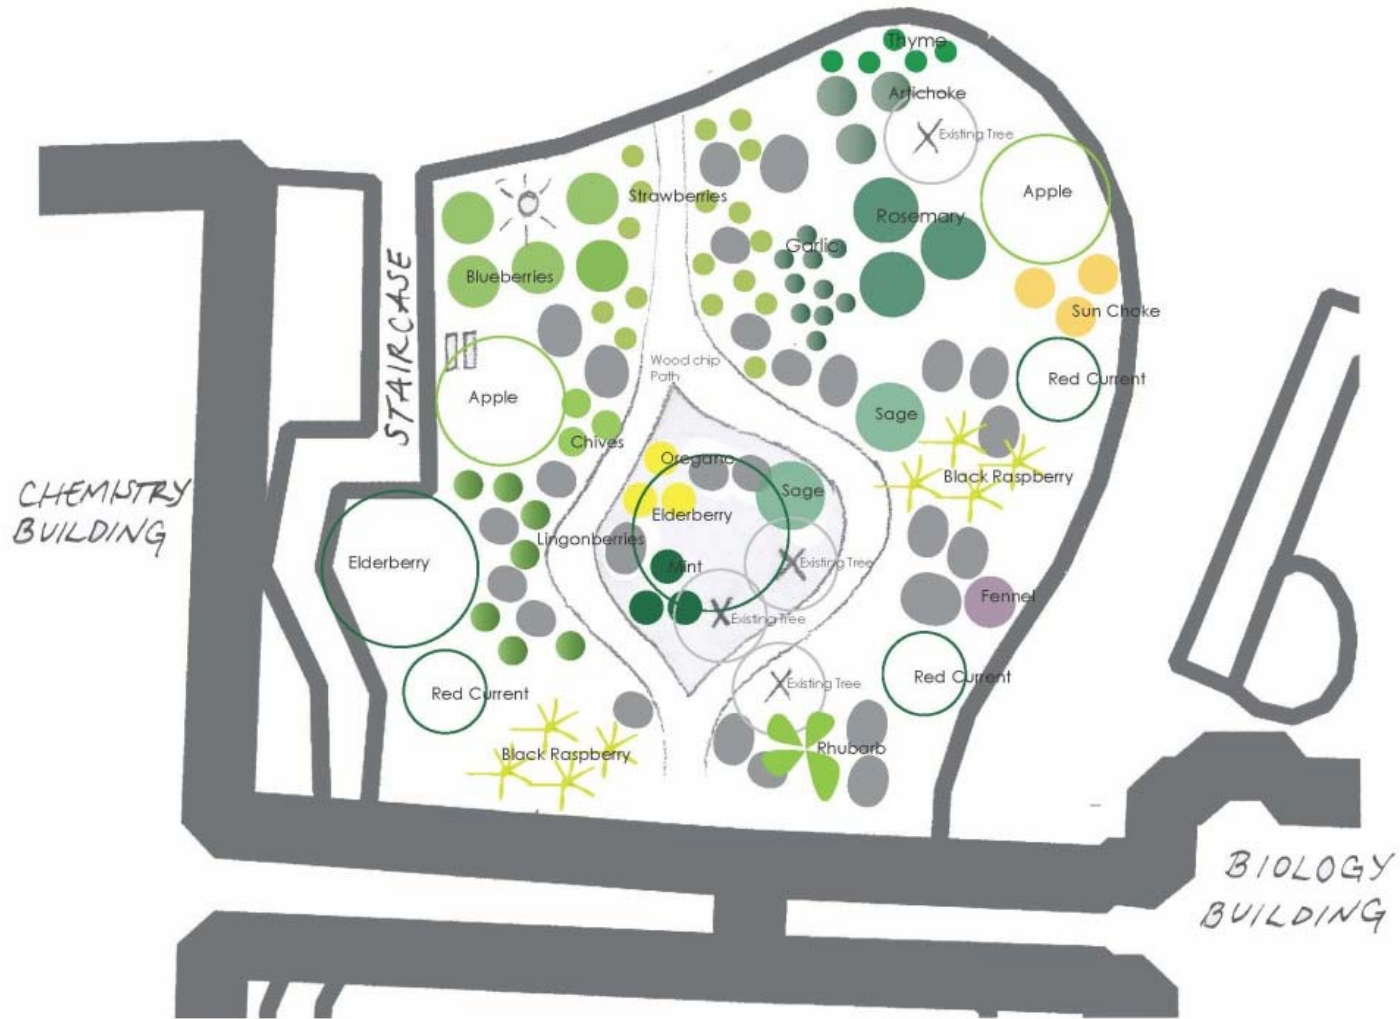 Thyme
Artichoke
Existing Tree
Apple
Strawberries
Rosemary
Garlic
Blueberries
Sun Choke
STAIRCASE
Wood chip
Path
Red Current
Apple
Sage
Chives
Oregano
Black Raspberry
Sage
CHEMISTRY
BUILDING
Elderberry
Lingonberries
Elderberry
Mint
Existing Tree
Fennel
Existing Tree
Red Current
Existing Tree
Red Current
Rhubarb
Black Raspberry
BIOLOGY
BUILDING